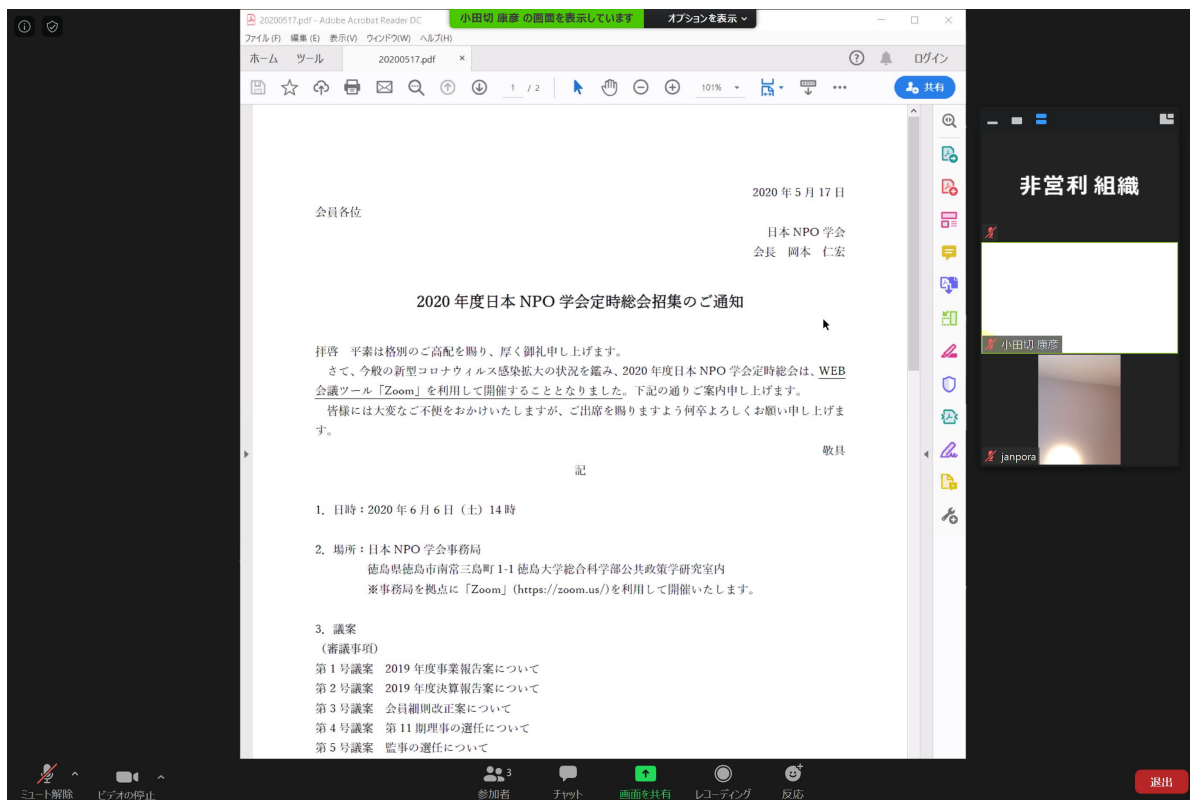 小田切 康彦 の画面を表示しています オプションを表示
20200517.pdf - Adobe Acrobat Reader DC
ファイル(F) 編集(E) 表示(V) ウィンドウ(W) ヘルプ(H)
ホーム ツール 20200517.pdf × ログイン
1 / 2 101% 共有
2020年5月17日
会員各位
日本 NPO 学会
会長 岡本 仁宏
2020 年度日本 NPO 学会定時総会招集のご通知
拝啓 平素は格別のご高配を賜り、厚く御礼申し上げます。
さて、今般の新型コロナウィルス感染拡大の状況を鑑み、2020 年度日本 NPO 学会定時総会は、WEB
会議ツール「Zoom」を利用して開催することとなりました。下記の通りご案内申し上げます。
皆様には大変なご不便をおかけいたしますが、ご出席を賜りますよう何卒よろしくお願い申し上げま
す。
敬具
記
1．日時：2020 年 6 月 6 日（土）14 時
2．場所：日本 NPO 学会事務局
徳島県徳島市南常三島町 1-1 徳島大学総合科学部公共政策学研究室内
※事務局を拠点に「Zoom」(https://zoom.us/)を利用して開催いたします。
3．議案
（審議事項）
第 1 号議案 2019 年度事業報告案について
第 2 号議案 2019 年度決算報告案について
第 3 号議案 会員細則改正案について
第 4 号議案 第 11 期理事の選任について
第 5 号議案 監事の選任について
非営利 組織
小田切 康彦
janpora
ミュート解除 ビデオの停止 参加者 3 チャット 画面を共有 レコーディング 反応 退出